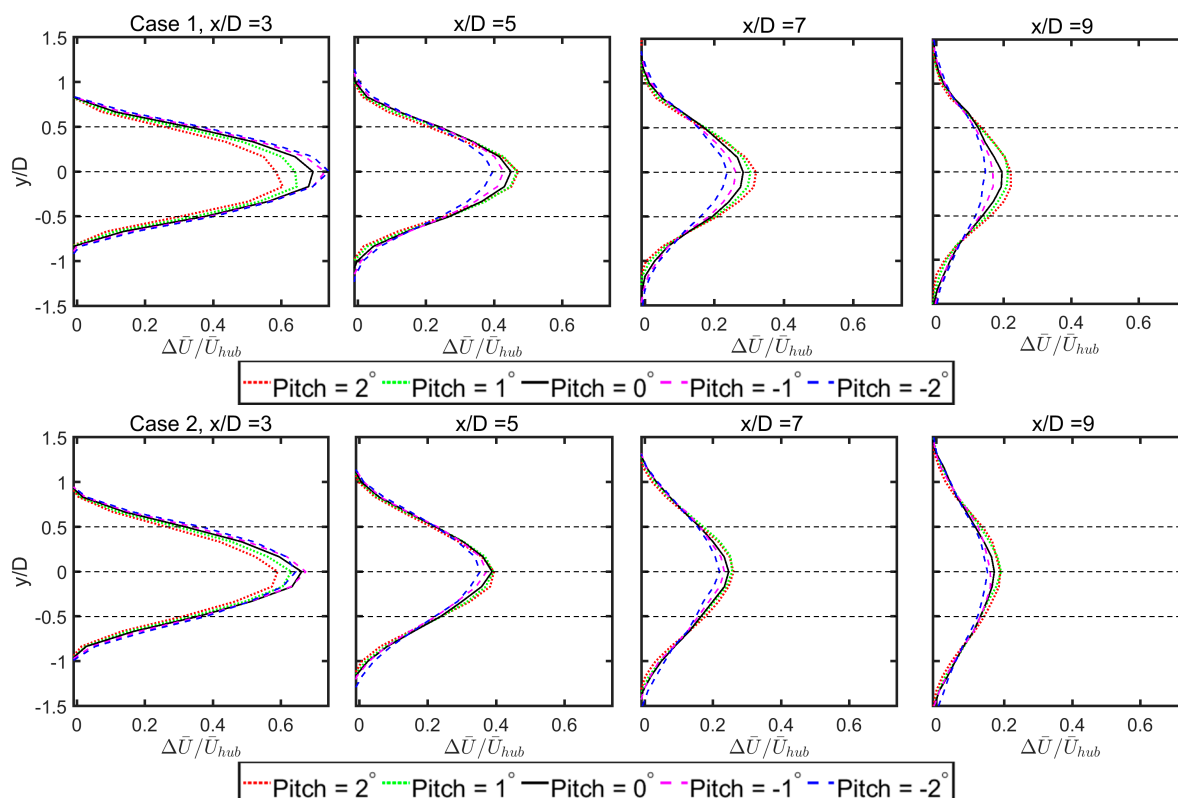 Case 1, x/D =3 x/D =5 x/D =7 x/D =9
1.5
1
0.5
0
-0.5
-1
-1.5
y/D
0 0.2 0.4 0.6 0 0.2 0.4 0.6 0 0.2 0.4 0.6 0 0.2 0.4 0.6
ΔŪ/Ū_hub ΔŪ/Ū_hub ΔŪ/Ū_hub ΔŪ/Ū_hub
Pitch = 2° Pitch = 1° Pitch = 0° Pitch = -1° Pitch = -2°
Case 2, x/D =3 x/D =5 x/D =7 x/D =9
1.5
1
0.5
0
-0.5
-1
-1.5
y/D
0 0.2 0.4 0.6 0 0.2 0.4 0.6 0 0.2 0.4 0.6 0 0.2 0.4 0.6
ΔŪ/Ū_hub ΔŪ/Ū_hub ΔŪ/Ū_hub ΔŪ/Ū_hub
Pitch = 2° Pitch = 1° Pitch = 0° Pitch = -1° Pitch = -2°